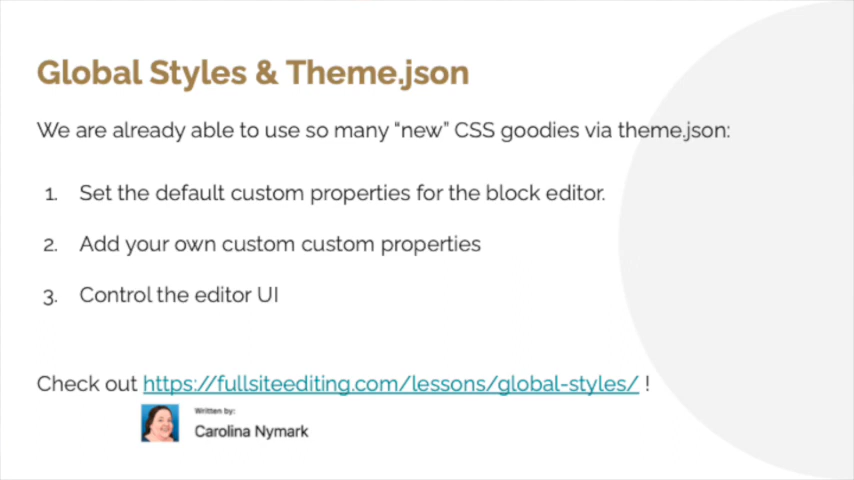 Global Styles & Theme.json
We are already able to use so many “new” CSS goodies via theme.json:
1. Set the default custom properties for the block editor.
2. Add your own custom custom properties
3. Control the editor UI
Check out https://fullsiteediting.com/lessons/global-styles/ !
Written by:
Carolina Nymark